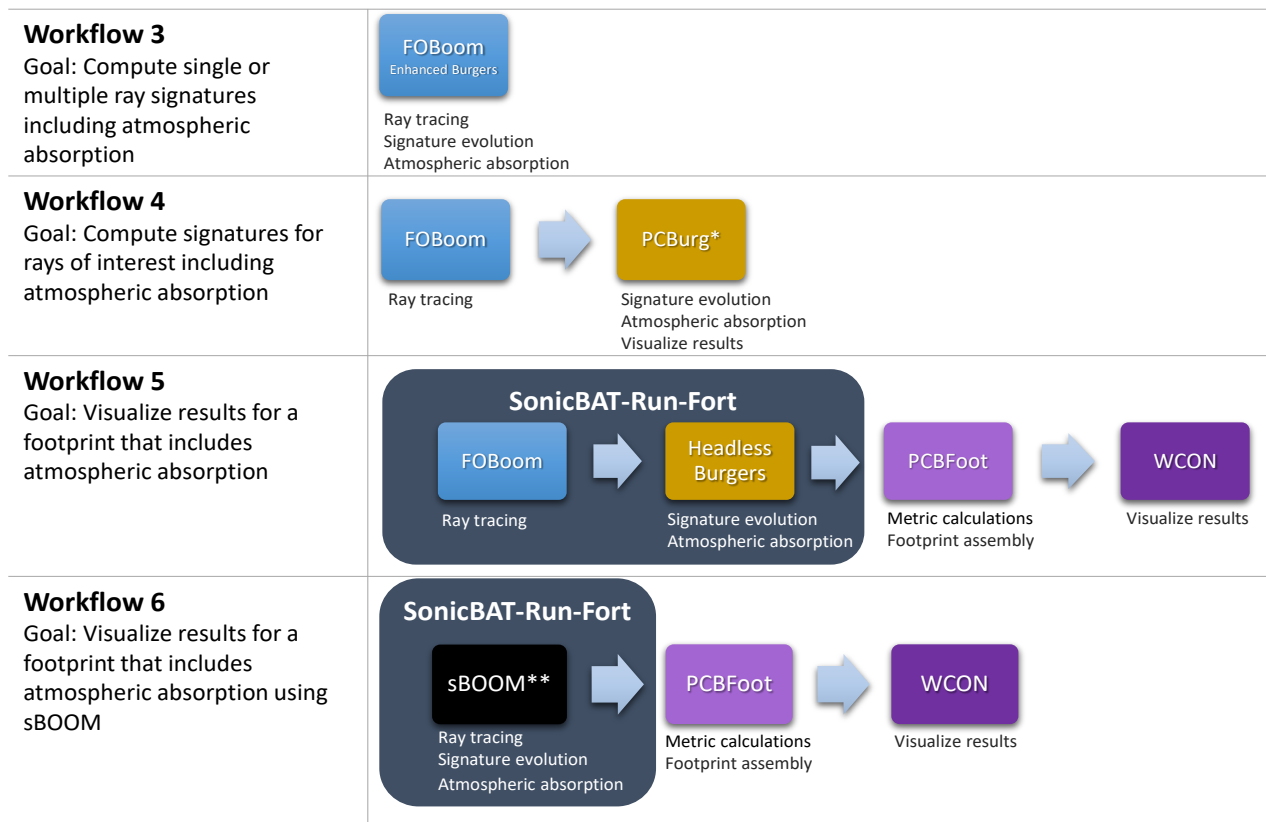 Workflow 3
Goal: Compute single or
multiple ray signatures
including atmospheric
absorption
FOBoom
Enhanced Burgers
Ray tracing
Signature evolution
Atmospheric absorption
Workflow 4
Goal: Compute signatures for
rays of interest including
atmospheric absorption
FOBoom
Ray tracing
PCBurg*
Signature evolution
Atmospheric absorption
Visualize results
Workflow 5
Goal: Visualize results for a
footprint that includes
atmospheric absorption
SonicBAT-Run-Fort
FOBoom
Ray tracing
Headless
Burgers
Signature evolution
Atmospheric absorption
PCBFoot
Metric calculations
Footprint assembly
WCON
Visualize results
Workflow 6
Goal: Visualize results for a
footprint that includes
atmospheric absorption using
sBOOM
SonicBAT-Run-Fort
sBOOM**
Ray tracing
Signature evolution
Atmospheric absorption
PCBFoot
Metric calculations
Footprint assembly
WCON
Visualize results